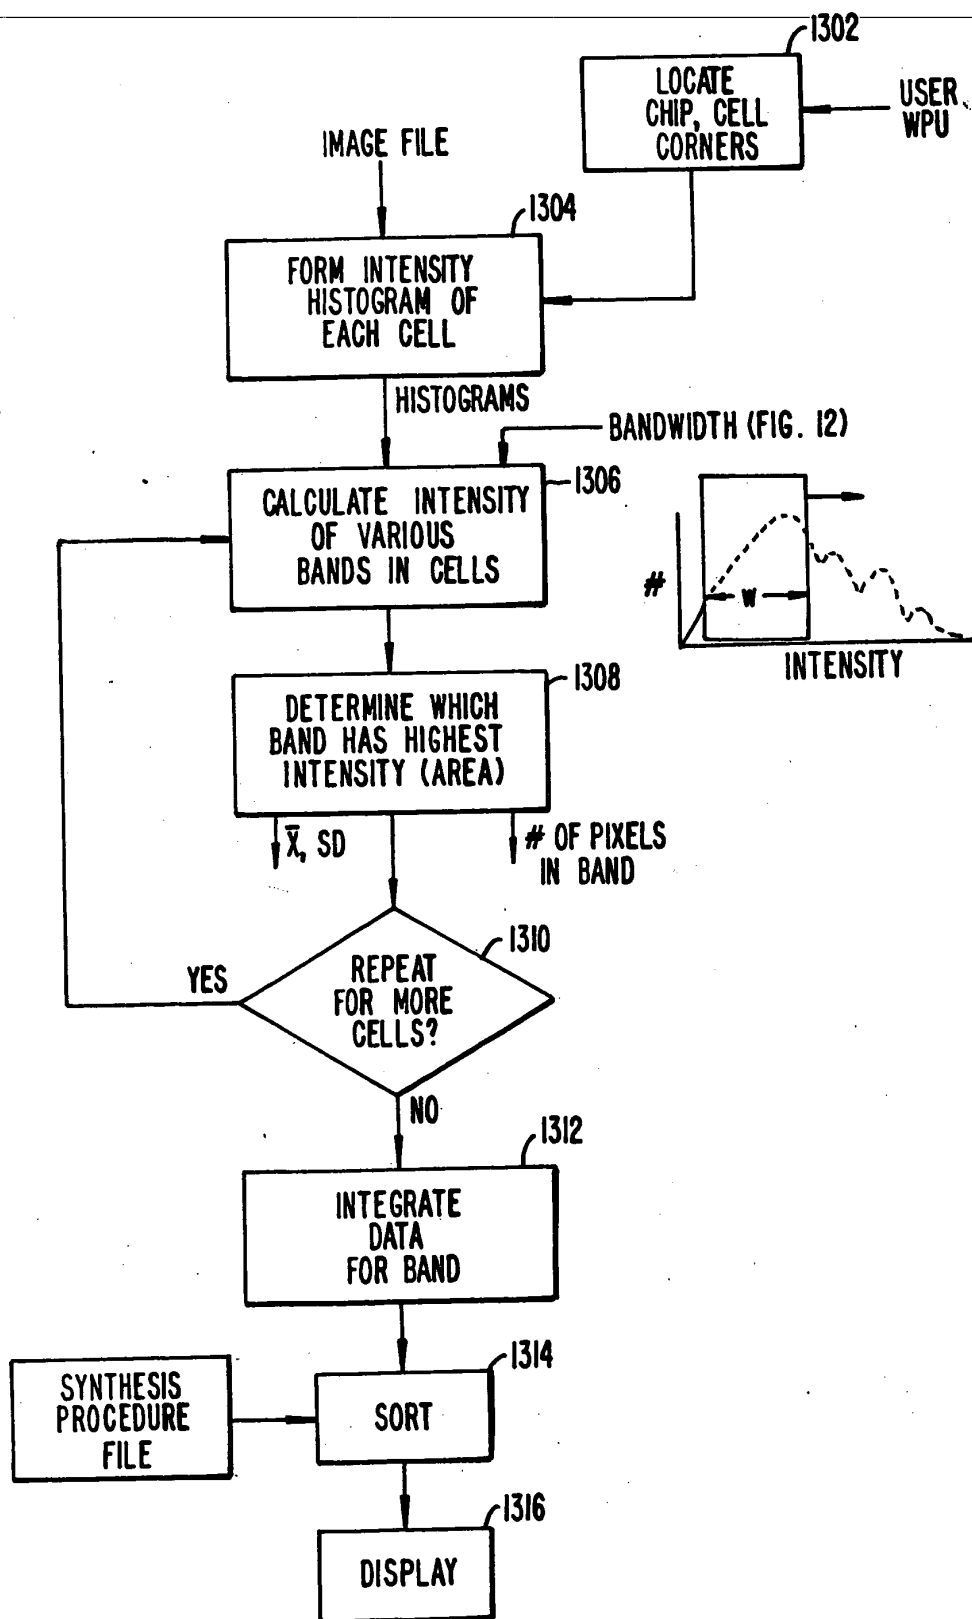 1302
LOCATE
CHIP, CELL
CORNERS
USER
WPU
IMAGE FILE
1304
FORM INTENSITY
HISTOGRAM OF
EACH CELL
HISTOGRAMS
BANDWIDTH (FIG. 12)
1306
CALCULATE INTENSITY
OF VARIOUS
BANDS IN CELLS
#
W
INTENSITY
1308
DETERMINE WHICH
BAND HAS HIGHEST
INTENSITY (AREA)
X̅, SD
# OF PIXELS
IN BAND
1310
REPEAT
FOR MORE
CELLS?
YES
NO
1312
INTEGRATE
DATA
FOR BAND
1314
SYNTHESIS
PROCEDURE
FILE
SORT
1316
DISPLAY